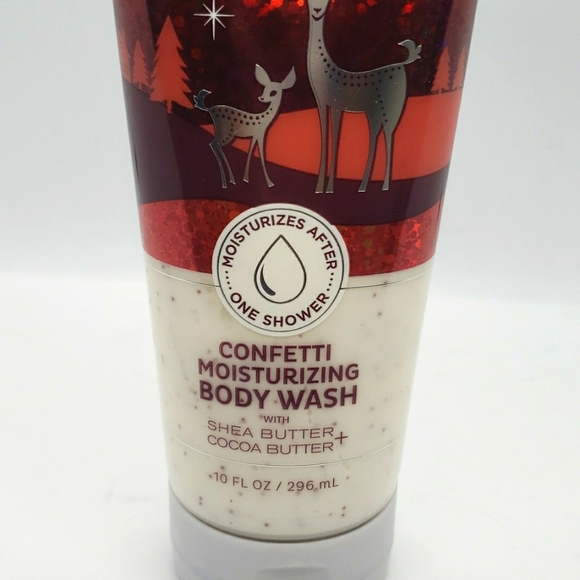 MOISTURIZES AFTER
ONE SHOWER
CONFETTI
MOISTURIZING
BODY WASH
WITH
SHEA BUTTER +
COCOA BUTTER
10 FL OZ / 296 mL